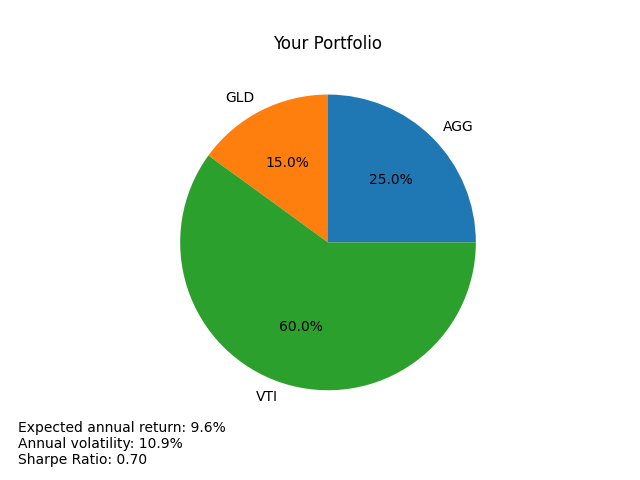 Your Portfolio
GLD
AGG
15.0%
25.0%
60.0%
VTI
Expected annual return: 9.6%
Annual volatility: 10.9%
Sharpe Ratio: 0.70